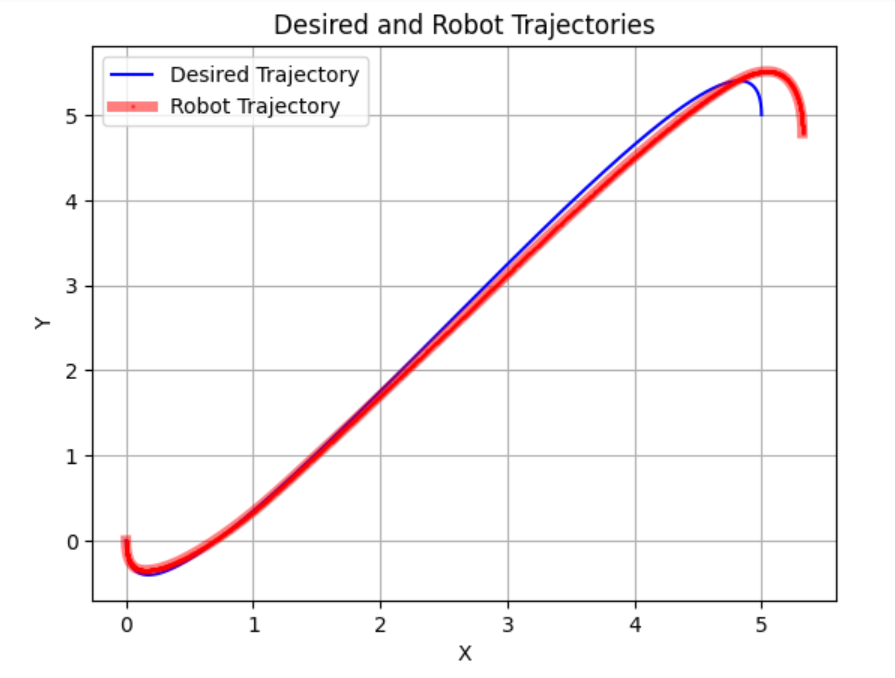 Desired and Robot Trajectories
Desired Trajectory
Robot Trajectory
5
4
3
2
1
0
Y
0 1 2 3 4 5
X